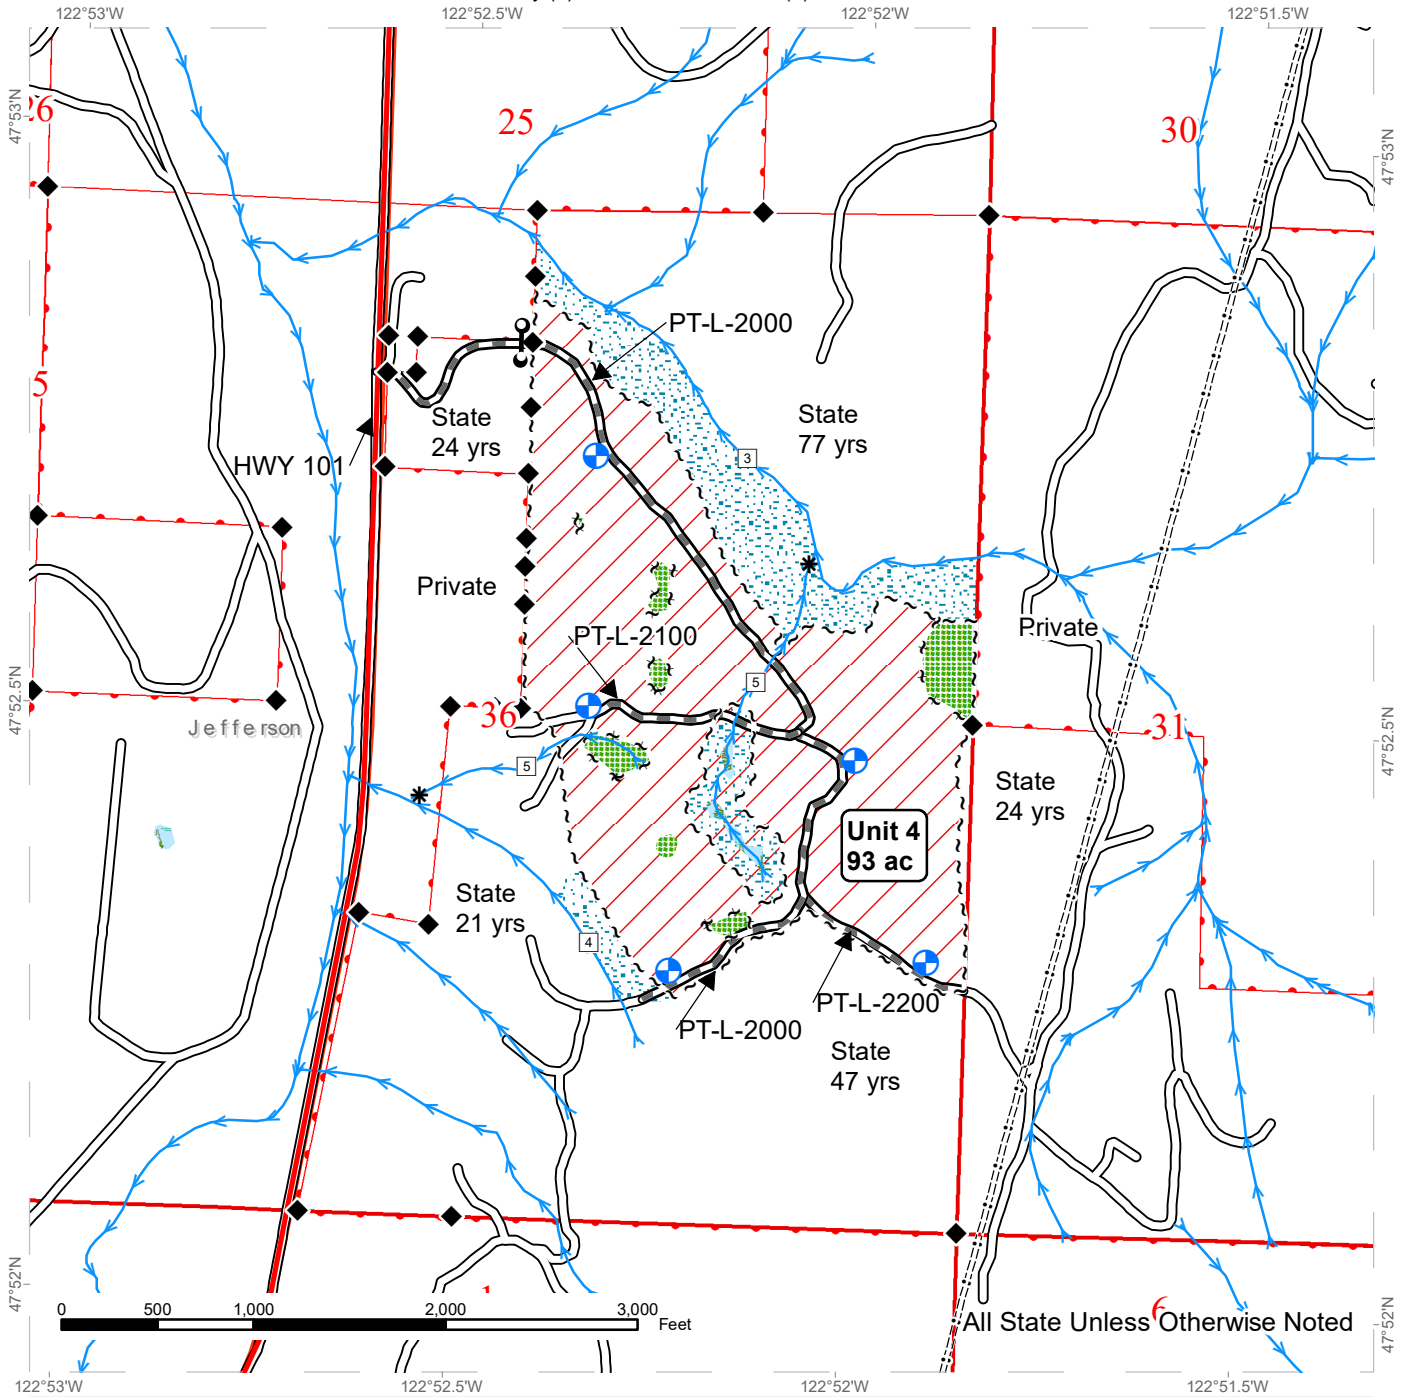 122°53'W
122°52.5'W
122°52'W
122°51.5'W
47°53'N
26
25
30
47°53'N
PT-L-2000
5
State
24 yrs
State
77 yrs
HWY 101
3
Private
PT-L-2100
Private
5
47°52.5'N
36
31
47°52.5'N
Jefferson
5
State
24 yrs
Unit 4
93 ac
State
21 yrs
4
PT-L-2200
PT-L-2000
State
47 yrs
47°52'N
0
500
1,000
2,000
3,000
Feet
6
All State Unless Otherwise Noted
47°52'N
122°53'W
122°52.5'W
122°52'W
122°51.5'W